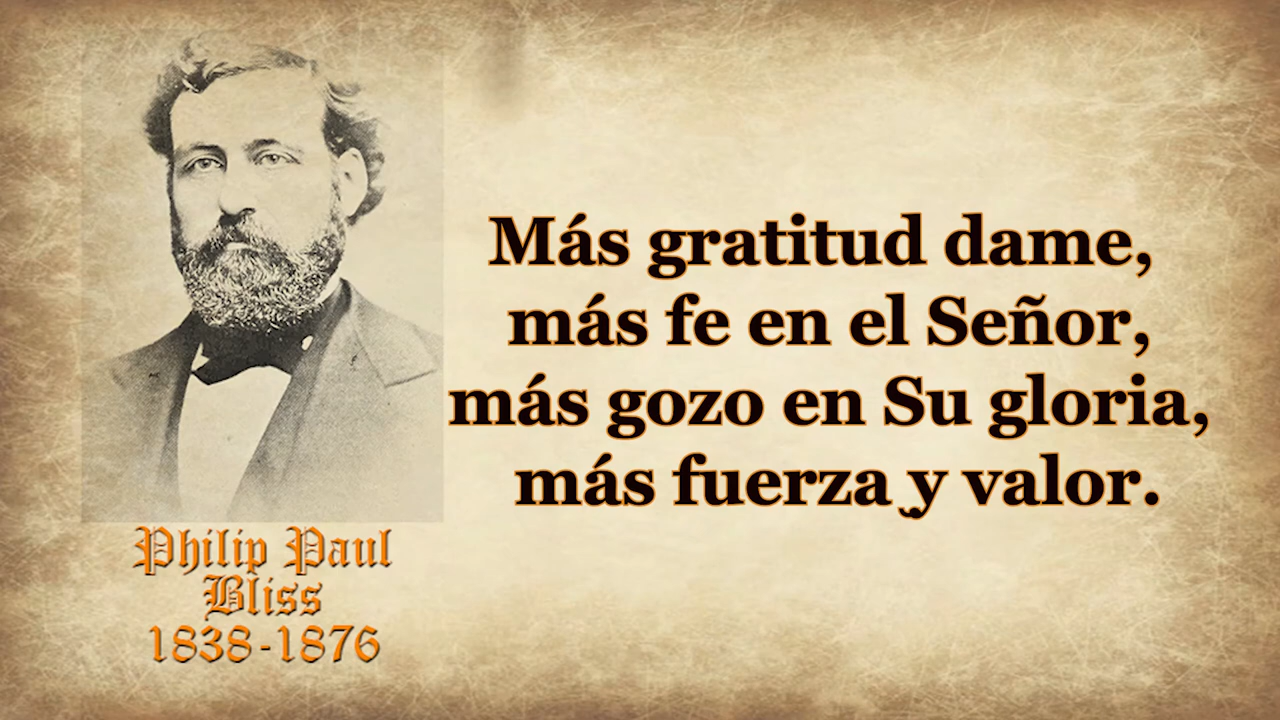 Más gratitud dame,
más fe en el Señor,
más gozo en Su gloria,
más fuerza y valor.
Philip Paul
Bliss
1838-1876